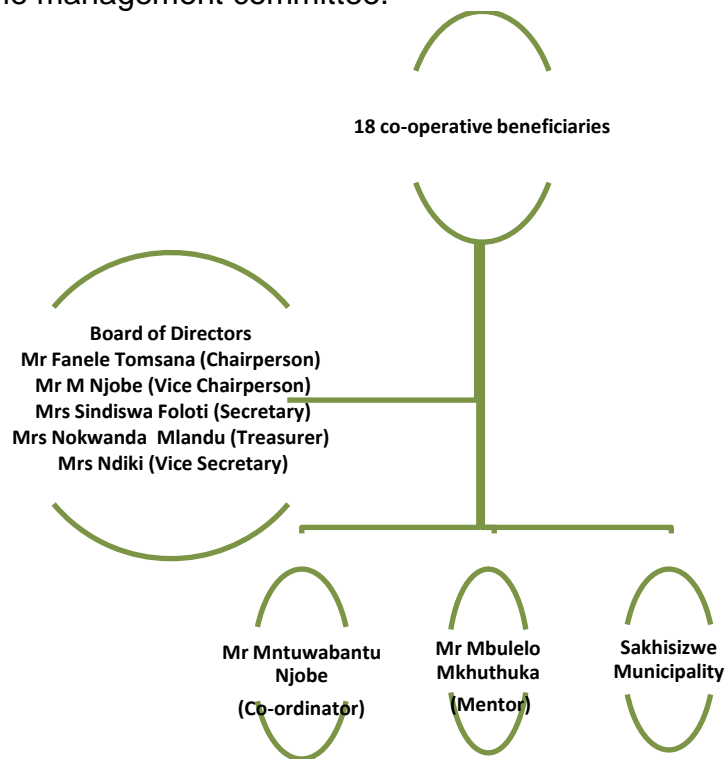 management committee.
18 co-operative beneficiaries
Board of Directors
Mr Fanele Tomsana (Chairperson)
Mr M Njobe (Vice Chairperson)
Mrs Sindiswa Foloti (Secretary)
Mrs Nokwanda Mlandu (Treasurer)
Mrs Ndiki (Vice Secretary)
Mr Mntuwabantu
Njobe
(Co-ordinator)
Mr Mbulelo
Mkhuthuka
(Mentor)
Sakhisizwe
Municipality